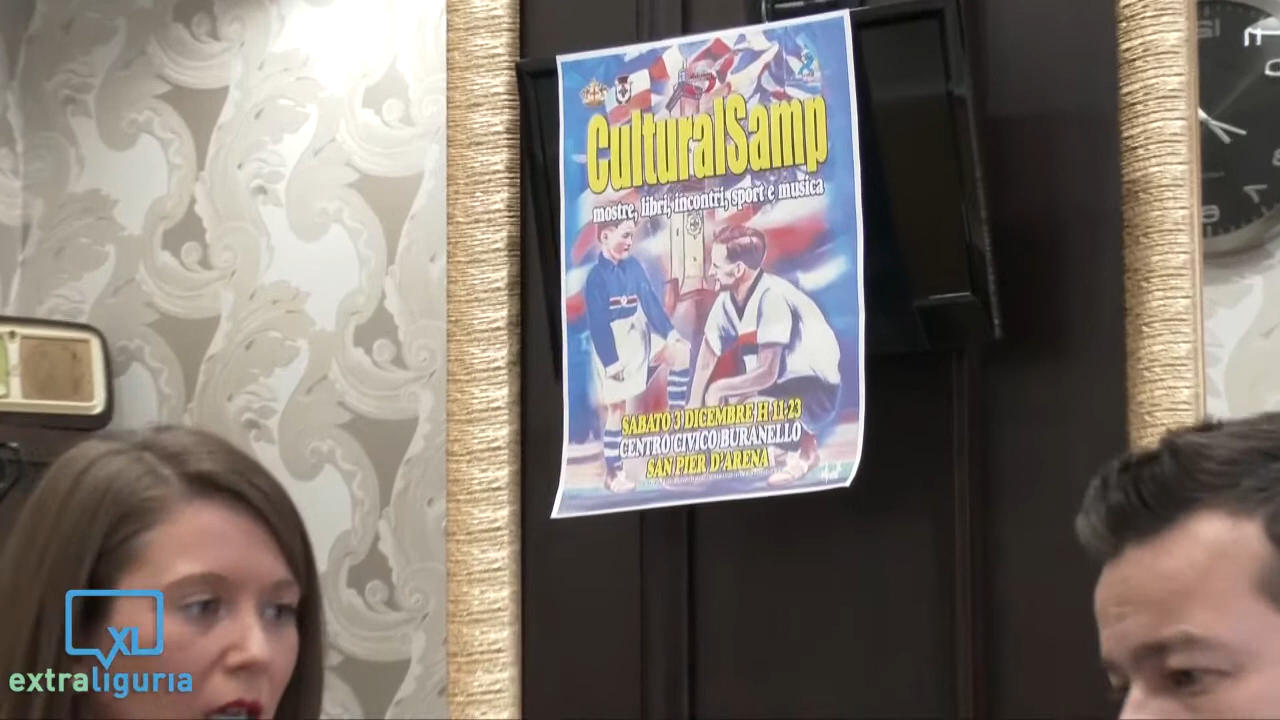 CulturalSamp
mostre, libri, incontri, sport e musica
SABATO 3 DICEMBRE H 11-23
CENTRO CIVICO BURANELLO
SAN PIER D'ARENA
XL
extraliguria